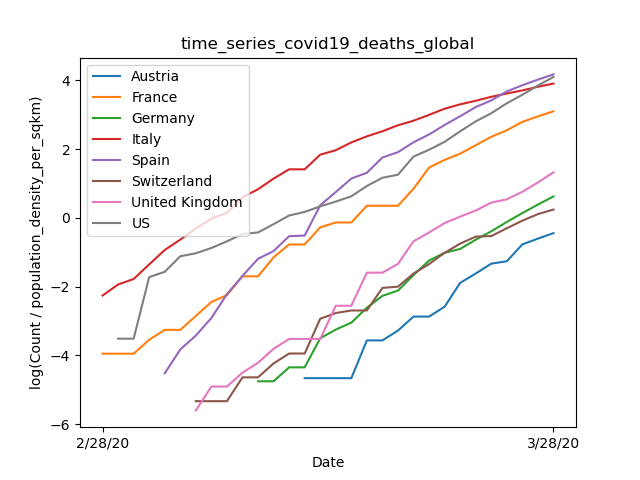 time_series_covid19_deaths_global
log(Count / population_density_per_sqkm)
4
2
0
−2
−4
−6
Austria
France
Germany
Italy
Spain
Switzerland
United Kingdom
US
2/28/20
3/28/20
Date